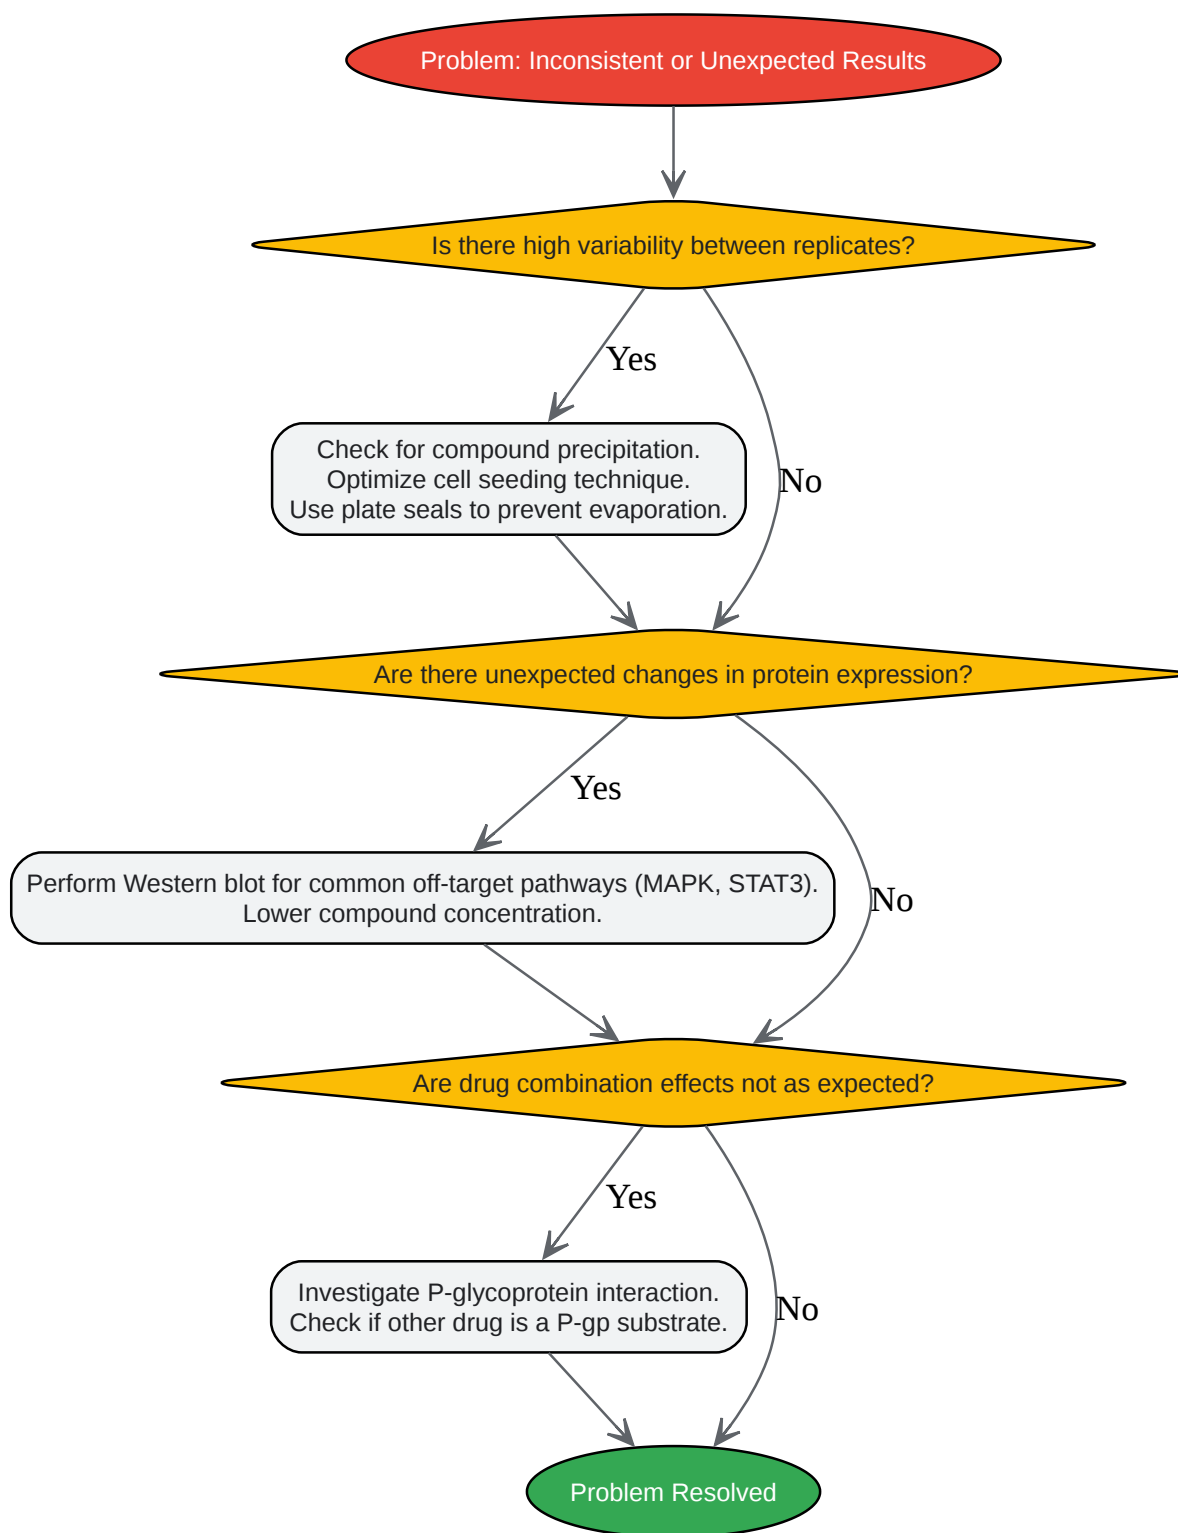 Problem: Inconsistent or Unexpected Results
Is there high variability between replicates?
Yes
Check for compound precipitation.
Optimize cell seeding technique.
Use plate seals to prevent evaporation.
No
Are there unexpected changes in protein expression?
Yes
Perform Western blot for common off-target pathways (MAPK, STAT3).
Lower compound concentration.
No
Are drug combination effects not as expected?
Yes
Investigate P-glycoprotein interaction.
Check if other drug is a P-gp substrate.
No
Problem Resolved